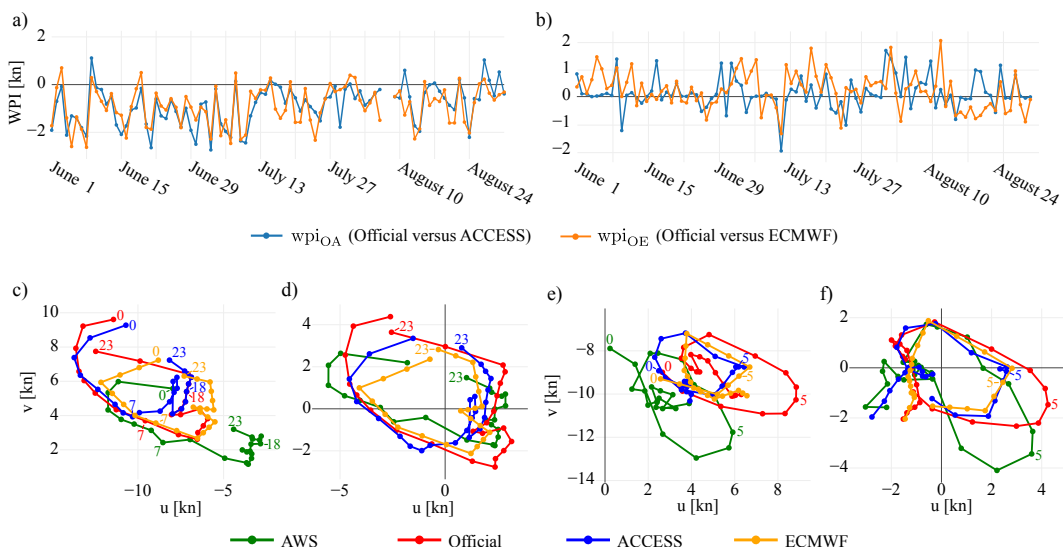 a)
b)
2
0
−2
WPI [kn]
2
1
0
−1
−2
June 1
June 15
June 29
July 13
July 27
August 10
August 24
June 1
June 15
June 29
July 13
July 27
August 10
August 24
wpiOA (Official versus ACCESS)
wpiOE (Official versus ECMWF)
c)
d)
e)
f)
10
8
6
4
2
v [kn]
−10
−5
u [kn]
0
0
23
0
23
23
0
18
18
7
7
7
23
18
4
2
0
−2
−5
0
u [kn]
23
23
23
23
−6
−8
−10
−12
−14
0
2
4
6
8
u [kn]
0
0
0
0
5
5
5
5
2
0
−2
−4
−2
0
2
4
u [kn]
5
5
5
5
AWS
Official
ACCESS
ECMWF